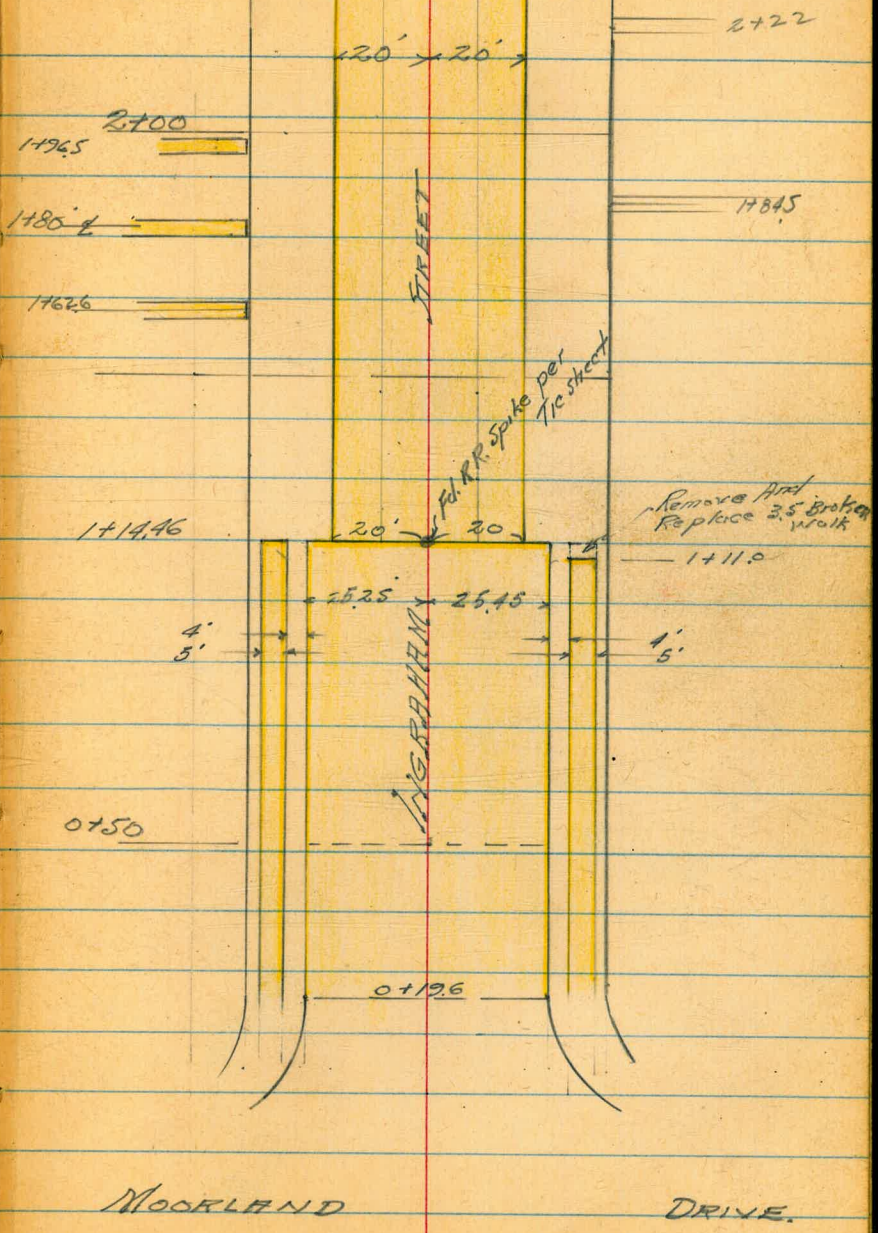 2+22
20' 20'
2+00
1+96.5
1+84.5
1+80 ℄
STREET
1+62.6
Fd. R.R. Spike per
Tie sheet
Remove And
Replace 3.5 Broken
walk
1+14.46
20' 20
1+11.0
25.25' 25.45
4'
5'
4'
5'
INGRAHAM
0+50
0+19.6
MOORLAND DRIVE.